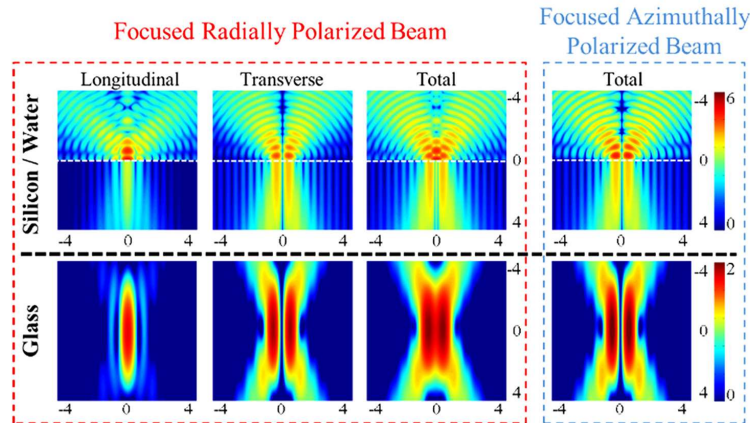 Focused Radially Polarized Beam
Focused Azimuthally
Polarized Beam
Longitudinal
Transverse
Total
Total
Silicon / Water
-4
0
4
-4 0 4
-4 0 4
-4 0 4
-4 0 4
-4 6
0
4 0
Glass
-4
0
4
-4 0 4
-4 0 4
-4 0 4
-4 0 4
-4 2
0
4 0